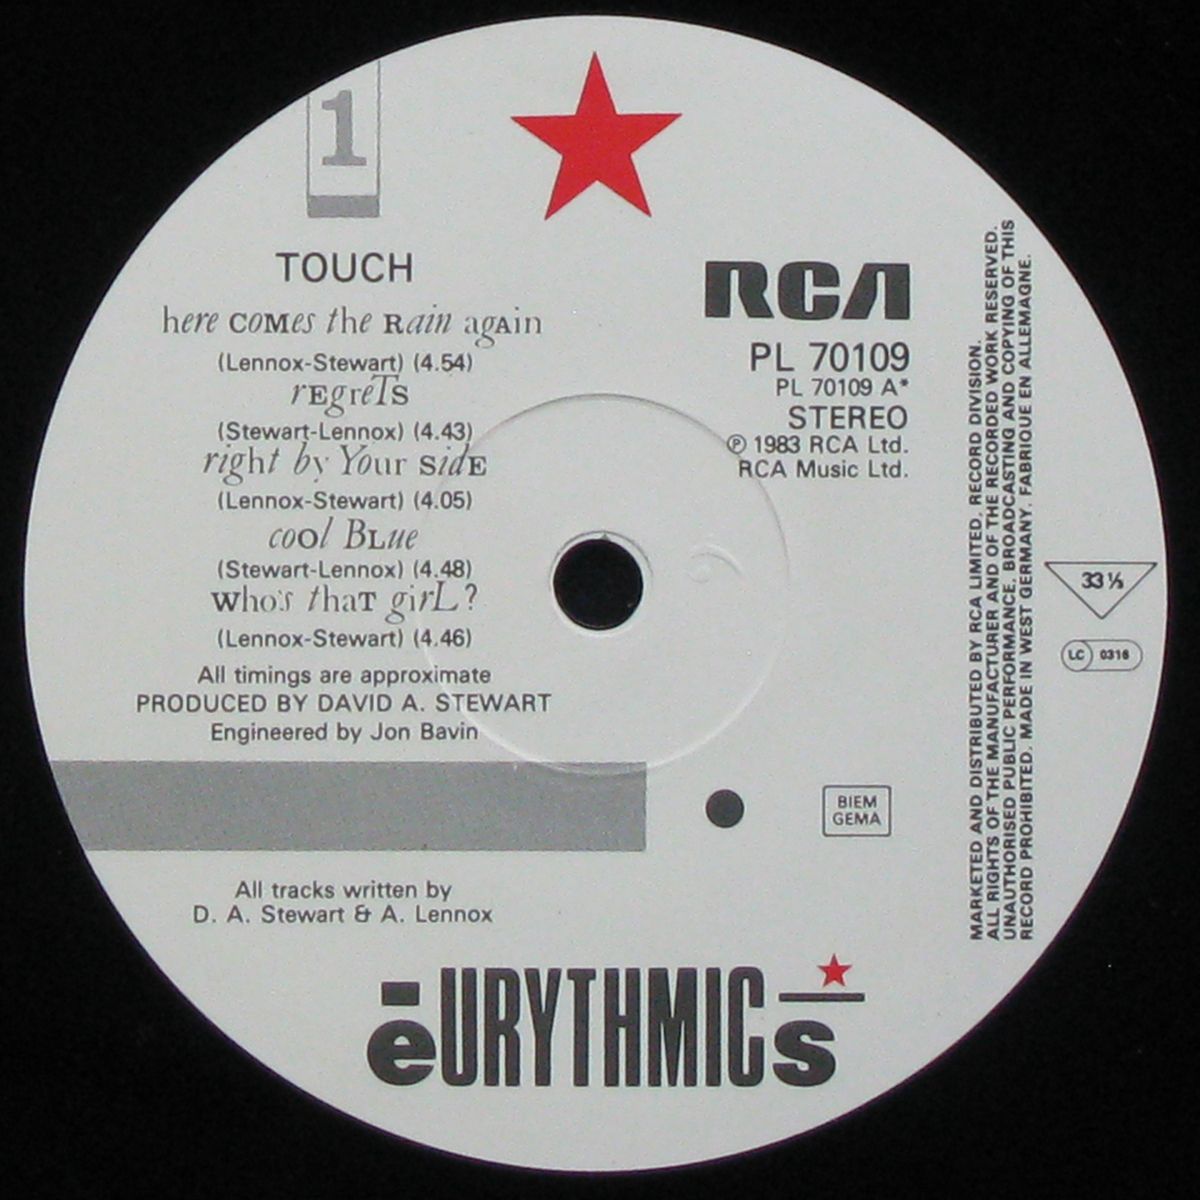 1
TOUCH
here COMes the Rain agAin
(Lennox-Stewart) (4.54)
rEgreTS
(Stewart-Lennox) (4.43)
right by Your SidE
(Lennox-Stewart) (4.05)
cool BLue
(Stewart-Lennox) (4.48)
Who's thaT girL?
(Lennox-Stewart) (4.46)
All timings are approximate
PRODUCED BY DAVID A. STEWART
Engineered by Jon Bavin
All tracks written by
D. A. Stewart & A. Lennox
RCA
PL 70109
PL 70109 A*
STEREO
℗ 1983 RCA Ltd.
RCA Music Ltd.
BIEM
GEMA
MARKETED AND DISTRIBUTED BY RCA LIMITED, RECORD DIVISION.
ALL RIGHTS OF THE MANUFACTURER AND OF THE RECORDED WORK RESERVED.
UNAUTHORISED PUBLIC PERFORMANCE, BROADCASTING AND COPYING OF THIS
RECORD PROHIBITED. MADE IN WEST GERMANY. FABRIQUE EN ALLEMAGNE.
33⅓
LC 0316
eURYTHMICs